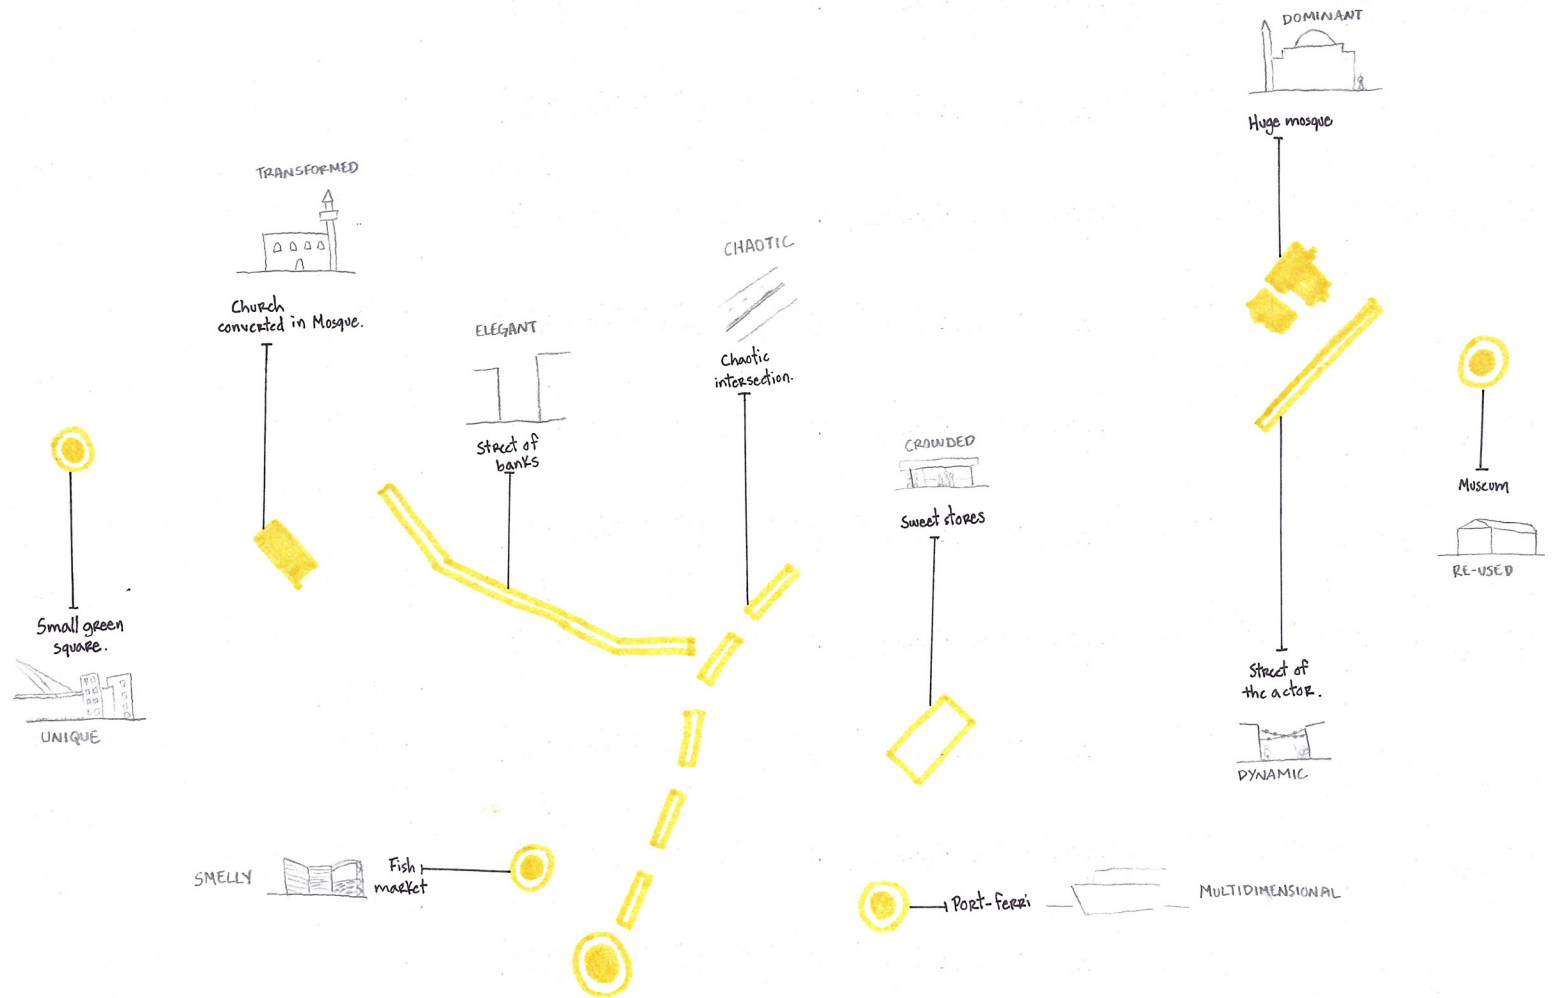 DOMINANT
Huge mosque
TRANSFORMED
Church
converted in Mosque.
ELEGANT
Street of
banks
CHAOTIC
Chaotic
intersection.
CROWDED
Sweet stores
Museum
RE-USED
Small green
square.
UNIQUE
Street of
the actor.
DYNAMIC
SMELLY
Fish
market
Port-ferri
MULTIDIMENSIONAL